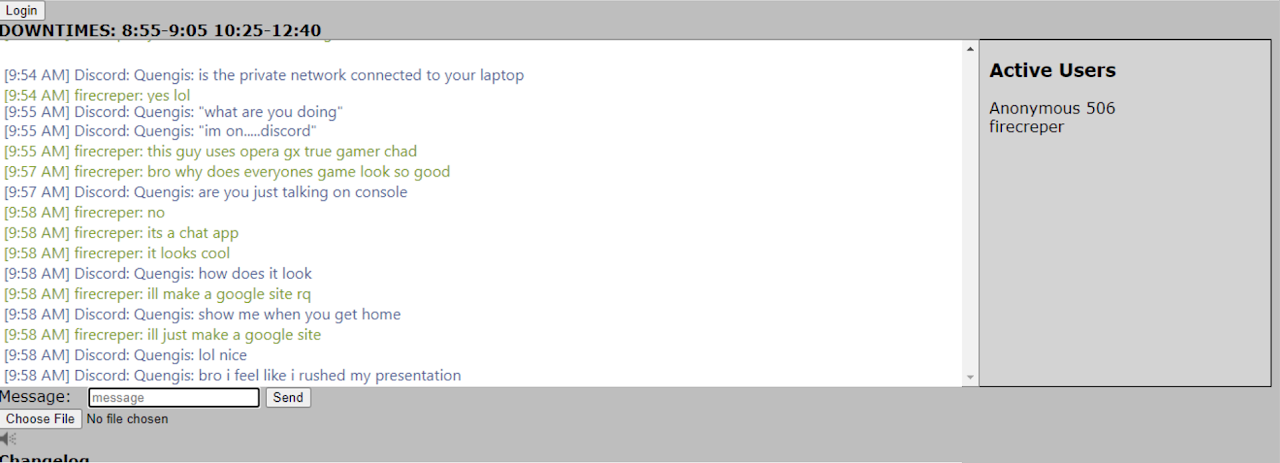 Login
DOWNTIMES: 8:55-9:05 10:25-12:40
[9:54 AM] Discord: Quengis: is the private network connected to your laptop
[9:54 AM] firecreper: yes lol
[9:55 AM] Discord: Quengis: "what are you doing"
[9:55 AM] Discord: Quengis: "im on.....discord"
[9:55 AM] firecreper: this guy uses opera gx true gamer chad
[9:57 AM] firecreper: bro why does everyones game look so good
[9:57 AM] Discord: Quengis: are you just talking on console
[9:58 AM] firecreper: no
[9:58 AM] firecreper: its a chat app
[9:58 AM] firecreper: it looks cool
[9:58 AM] Discord: Quengis: how does it look
[9:58 AM] firecreper: ill make a google site rq
[9:58 AM] Discord: Quengis: show me when you get home
[9:58 AM] firecreper: ill just make a google site
[9:58 AM] Discord: Quengis: lol nice
[9:58 AM] Discord: Quengis: bro i feel like i rushed my presentation
Active Users
Anonymous 506
firecreper
Message: message Send
Choose File No file chosen
Changelog